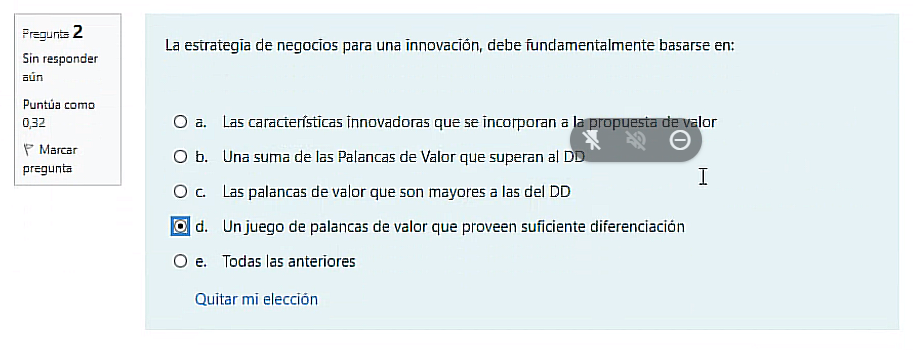 Pregunta 2
Sin responder
aún
Puntúa como
0,32
Marcar
pregunta
La estrategia de negocios para una innovación, debe fundamentalmente basarse en:
a. Las características innovadoras que se incorporan a la propuesta de valor
b. Una suma de las Palancas de Valor que superan al DD
c. Las palancas de valor que son mayores a las del DD
d. Un juego de palancas de valor que proveen suficiente diferenciación
e. Todas las anteriores
Quitar mi elección